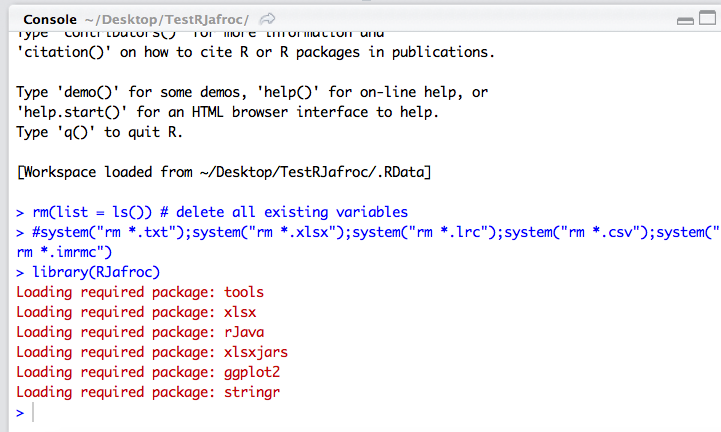 Console ~/Desktop/TestRJafroc/
Type 'contributors()' for more information and
'citation()' on how to cite R or R packages in publications.
Type 'demo()' for some demos, 'help()' for on-line help, or
'help.start()' for an HTML browser interface to help.
Type 'q()' to quit R.
[Workspace loaded from ~/Desktop/TestRJafroc/.RData]
> rm(list = ls()) # delete all existing variables
> #system("rm *.txt");system("rm *.xlsx");system("rm *.lrc");system("rm *.csv");system("
rm *.imrmc")
> library(RJafroc)
Loading required package: tools
Loading required package: xlsx
Loading required package: rJava
Loading required package: xlsxjars
Loading required package: ggplot2
Loading required package: stringr
>